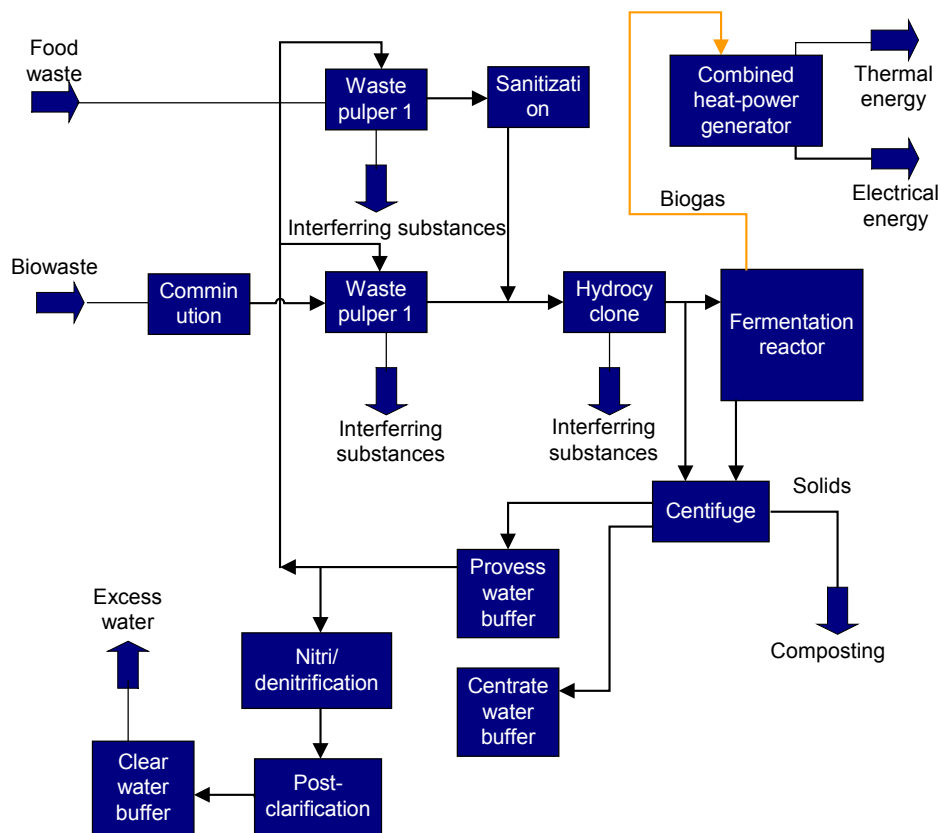 Food
waste
Waste
pulper 1
Sanitizati
on
Combined
heat-power
generator
Thermal
energy
Electrical
energy
Interferring substances
Biogas
Biowaste
Commin
ution
Waste
pulper 1
Hydrocy
clone
Fermentation
reactor
Interferring
substances
Interferring
substances
Solids
Centifuge
Provess
water
buffer
Excess
water
Composting
Nitri/
denitrification
Centrate
water
buffer
Clear
water
buffer
Post-
clarification